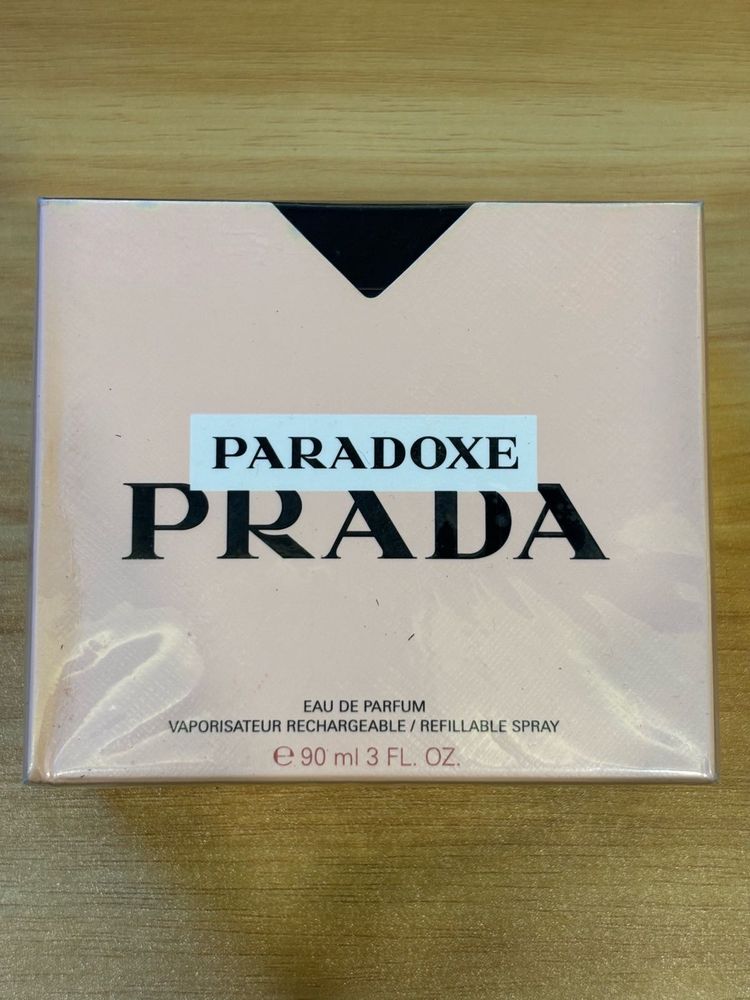 PARADOXE
PRADA
EAU DE PARFUM
VAPORISATEUR RECHARGEABLE / REFILLABLE SPRAY
℮ 90 ml 3 FL. OZ.